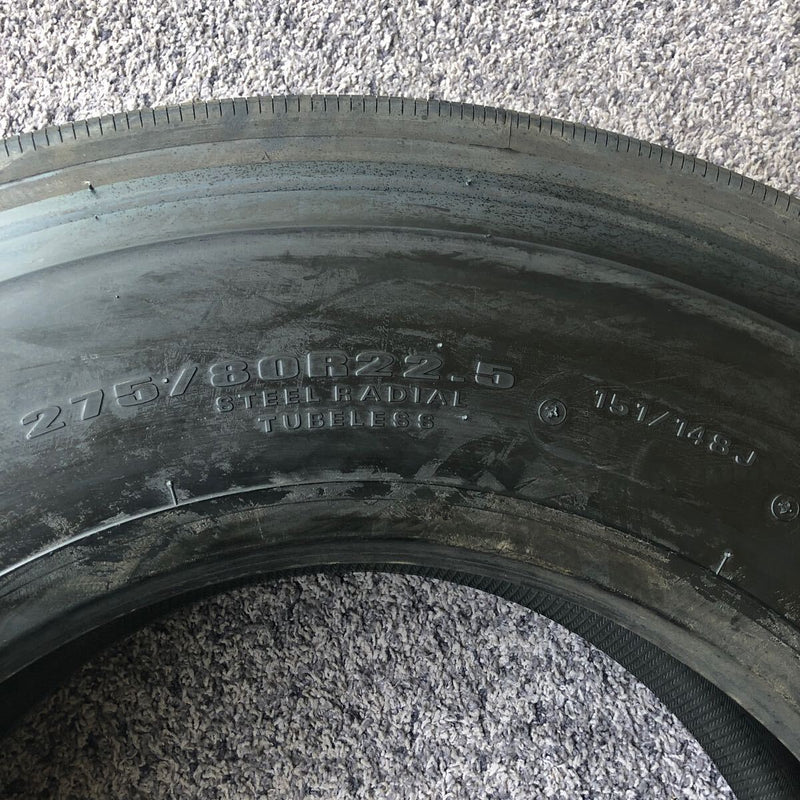 275/80R22.5
STEEL RADIAL
TUBELESS
151/148J